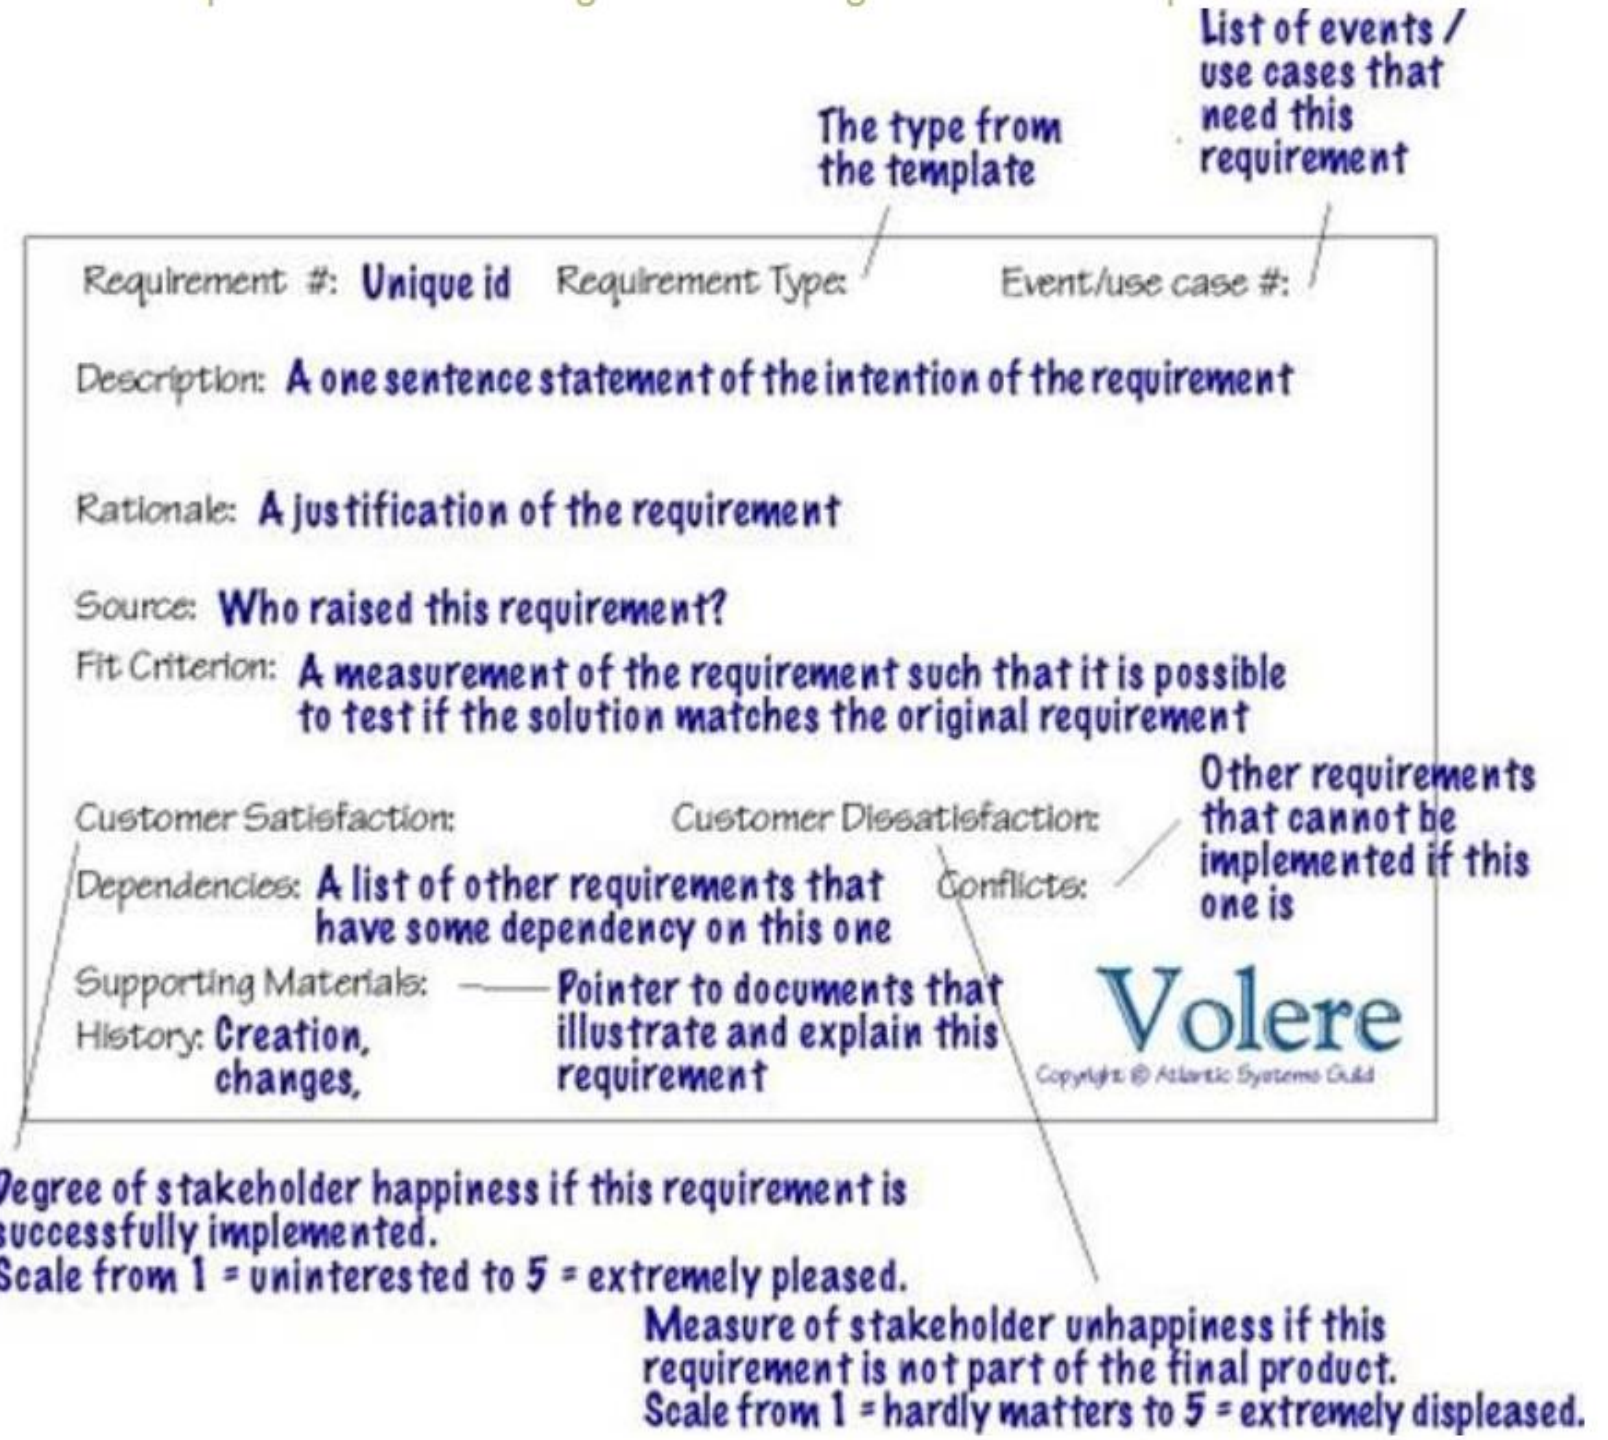 List of events /
use cases that
need this
requirement
The type from
the template
Requirement #: Unique id Requirement Type: Event/use case #:
Description: A one sentence statement of the intention of the requirement
Rationale: A justification of the requirement
Source: Who raised this requirement?
Fit Criterion: A measurement of the requirement such that it is possible
to test if the solution matches the original requirement
Other requirements
that cannot be
implemented if this
one is
Customer Satisfaction: Customer Dissatisfaction:
Dependencies: A list of other requirements that
have some dependency on this one
Conflicts:
Supporting Materials: Pointer to documents that
illustrate and explain this
requirement
History: Creation,
changes,
Volere
Copyright © Atlantic Systems Guild
Degree of stakeholder happiness if this requirement is
successfully implemented.
Scale from 1 = uninterested to 5 = extremely pleased.
Measure of stakeholder unhappiness if this
requirement is not part of the final product.
Scale from 1 = hardly matters to 5 = extremely displeased.